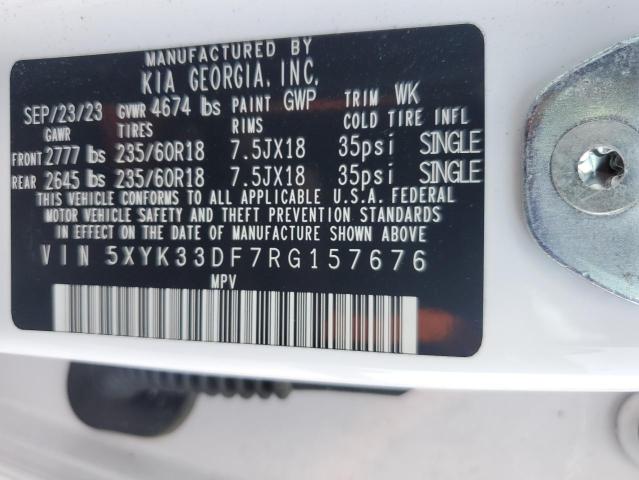 MANUFACTURED BY
KIA GEORGIA, INC.
SEP/23/23 GVWR 4674 lbs PAINT GWP TRIM WK
GAWR TIRES RIMS COLD TIRE INFL
FRONT 2777 lbs 235/60R18 7.5JX18 35psi SINGLE
REAR 2645 lbs 235/60R18 7.5JX18 35psi SINGLE
THIS VEHICLE CONFORMS TO ALL APPLICABLE U.S.A. FEDERAL
MOTOR VEHICLE SAFETY AND THEFT PREVENTION STANDARDS
IN EFFECT ON THE DATE OF MANUFACTURE SHOWN ABOVE
VIN 5XYK33DF7RG157676
MPV